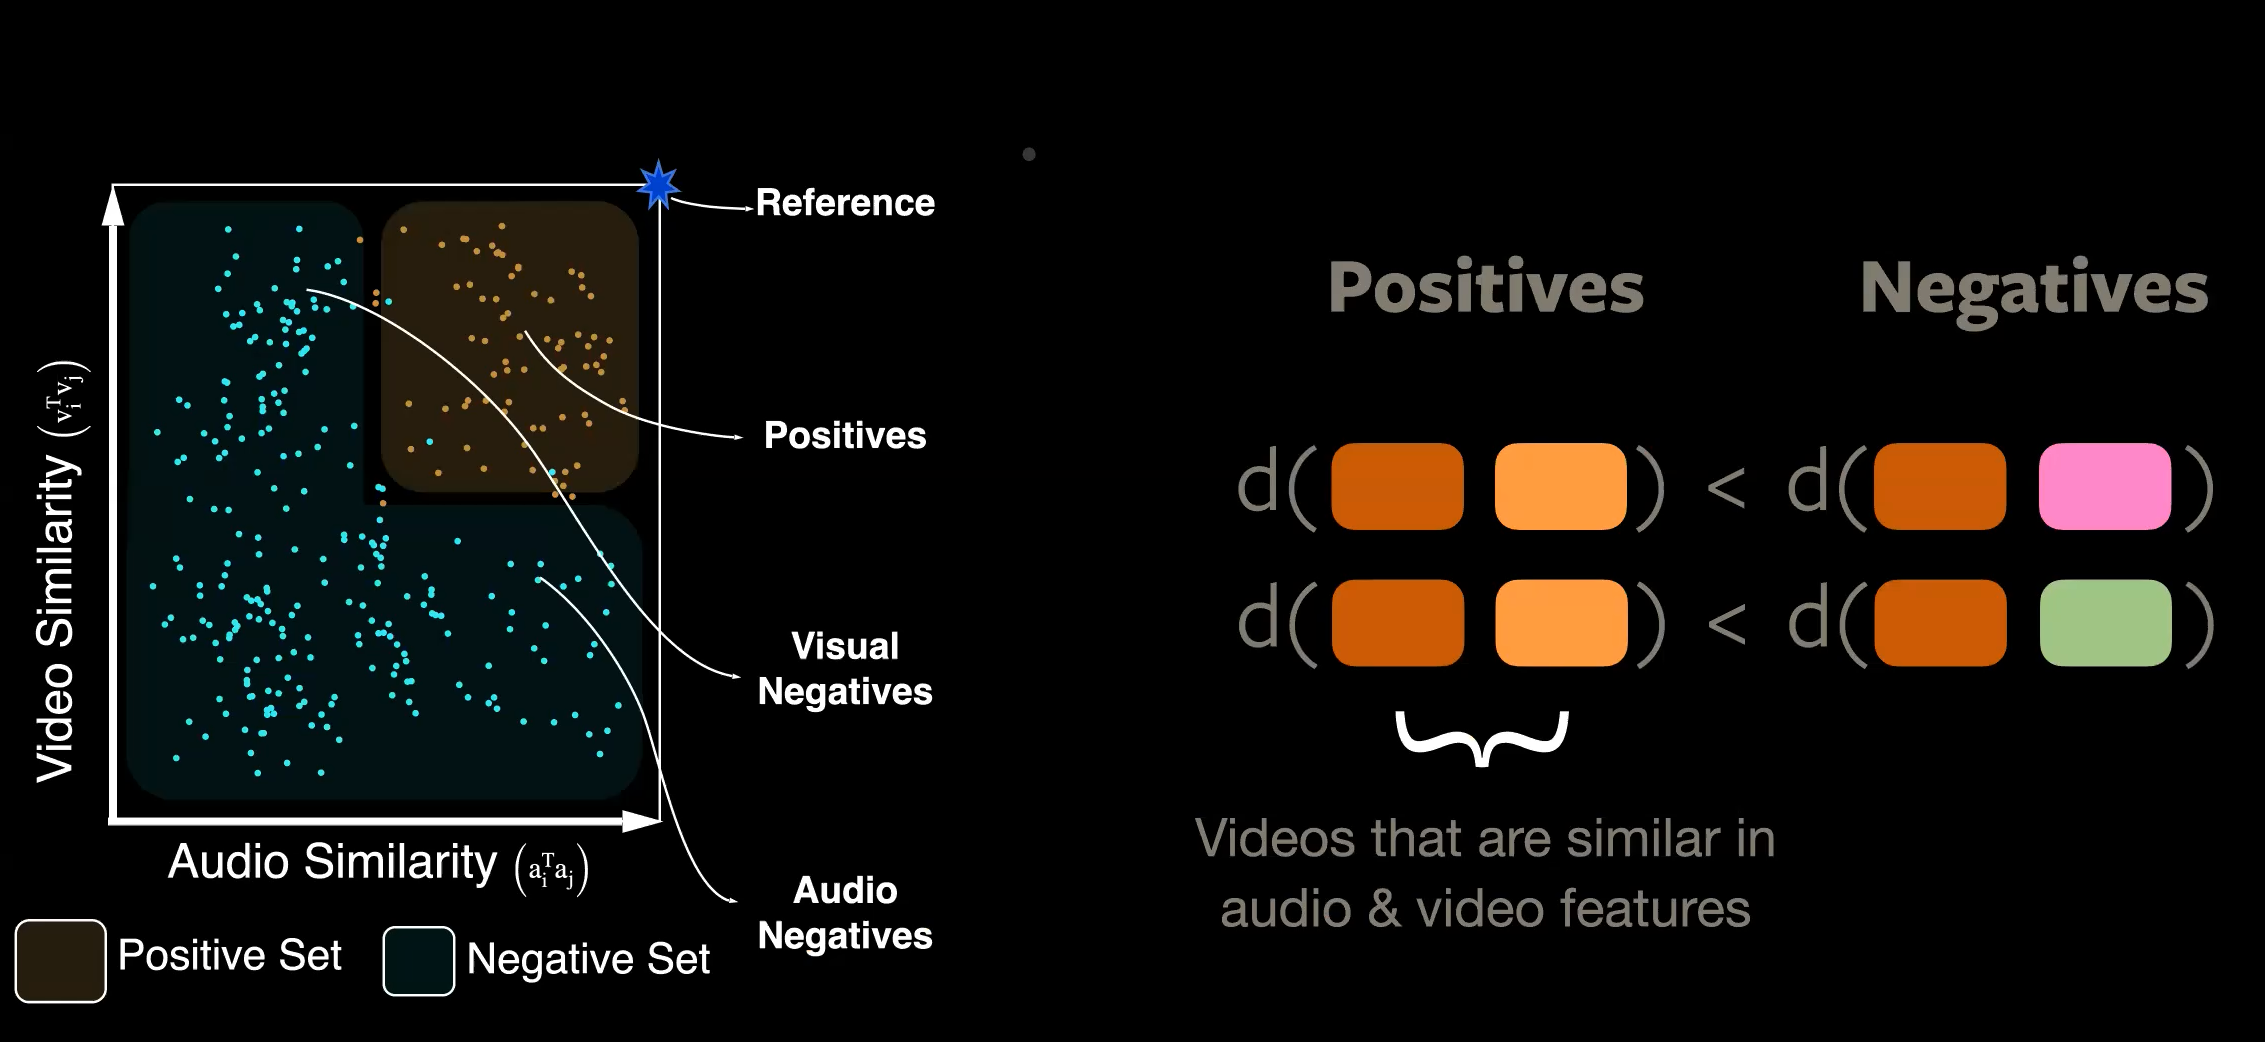 Reference
Positives
Visual
Negatives
Audio
Negatives
Video Similarity (v_i^T v_j)
Audio Similarity (a_i^T a_j)
Positive Set
Negative Set
Positives Negatives
d( ) < d( )
d( ) < d( )
Videos that are similar in
audio & video features